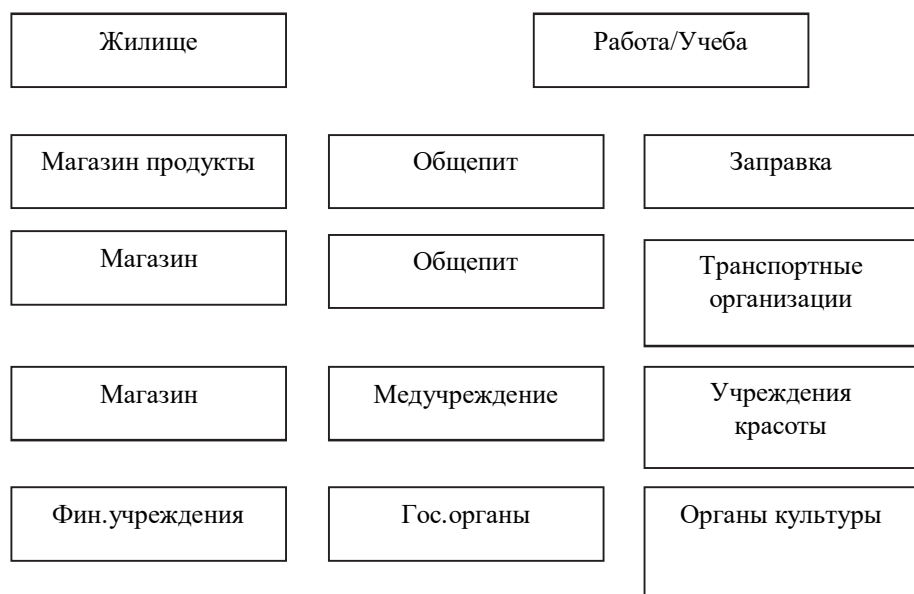 Жилище
Работа/Учеба
Магазин продукты
Общепит
Заправка
Магазин
Общепит
Транспортные
организации
Магазин
Медучреждение
Учреждения
красоты
Фин.учреждения
Гос.органы
Органы культуры